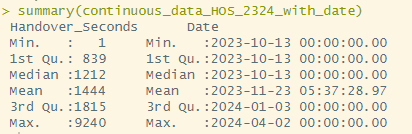 > summary(continuous_data_HOS_2324_with_date)
Handover_Seconds Date
Min. : 1 Min. :2023-10-13 00:00:00.00
1st Qu.: 839 1st Qu.:2023-10-13 00:00:00.00
Median :1212 Median :2023-10-13 00:00:00.00
Mean :1444 Mean :2023-11-23 05:37:28.97
3rd Qu.:1815 3rd Qu.:2024-01-03 00:00:00.00
Max. :9240 Max. :2024-04-02 00:00:00.00